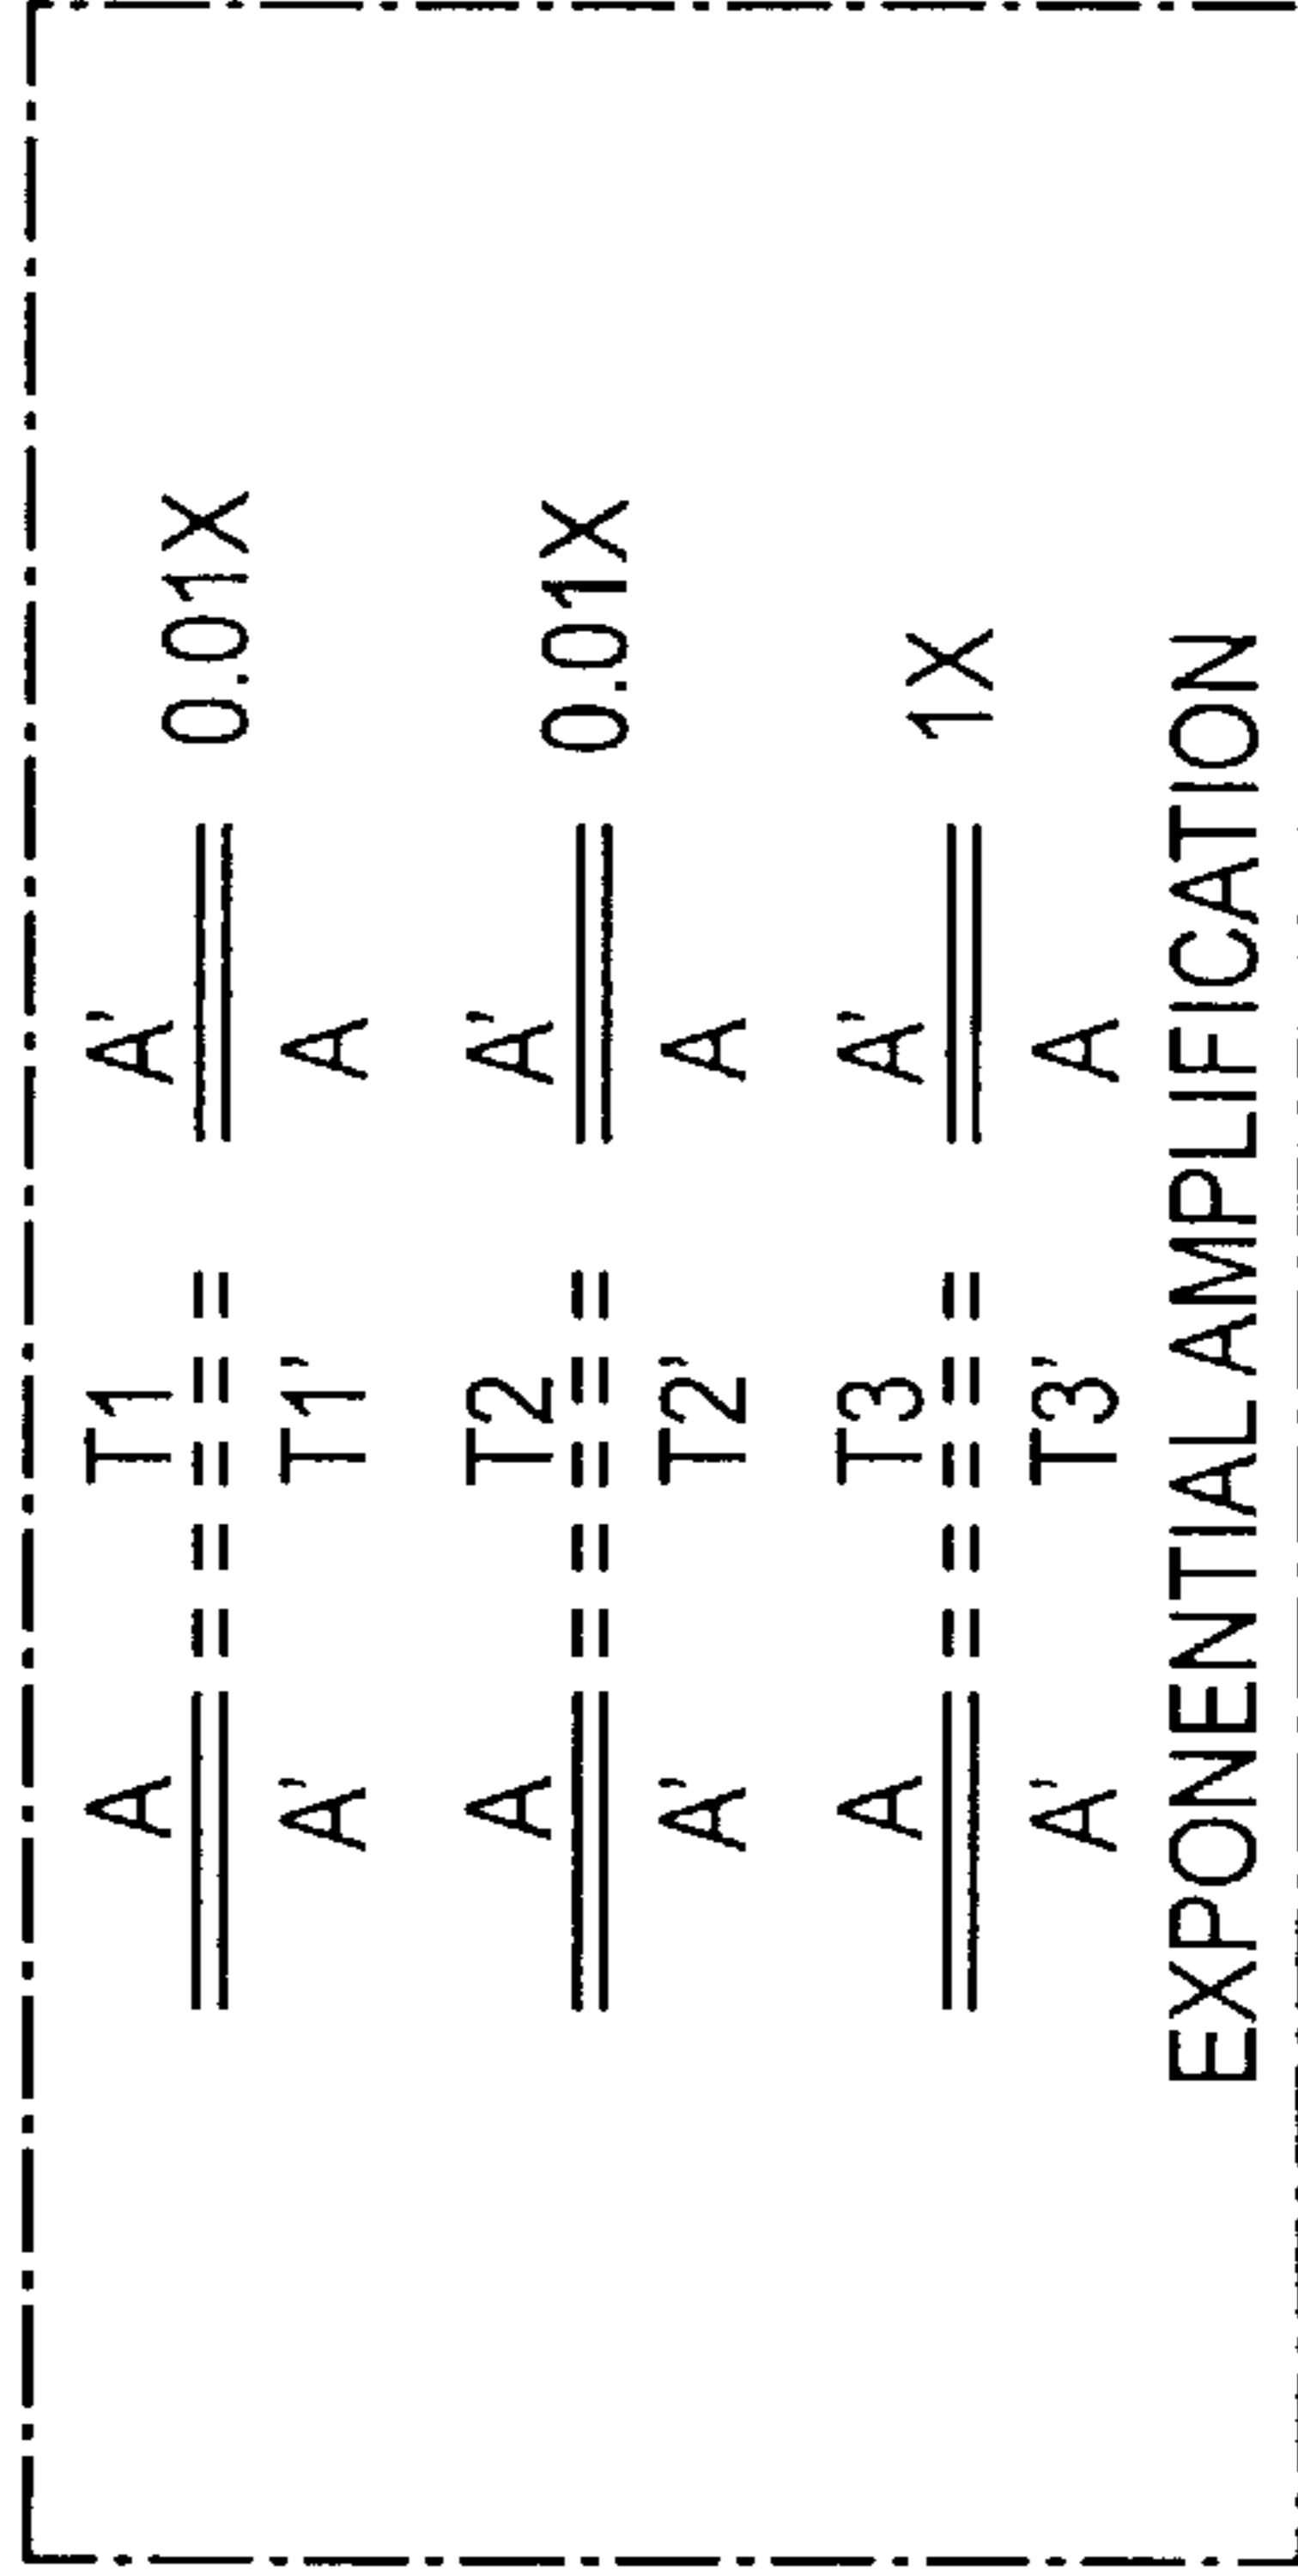 A T1 A'
0.01X
A' T1' A
A T2 A'
0.01X
A' T2' A
A T3 A'
1X
A' T3' A
EXPONENTIAL AMPLIFICATION